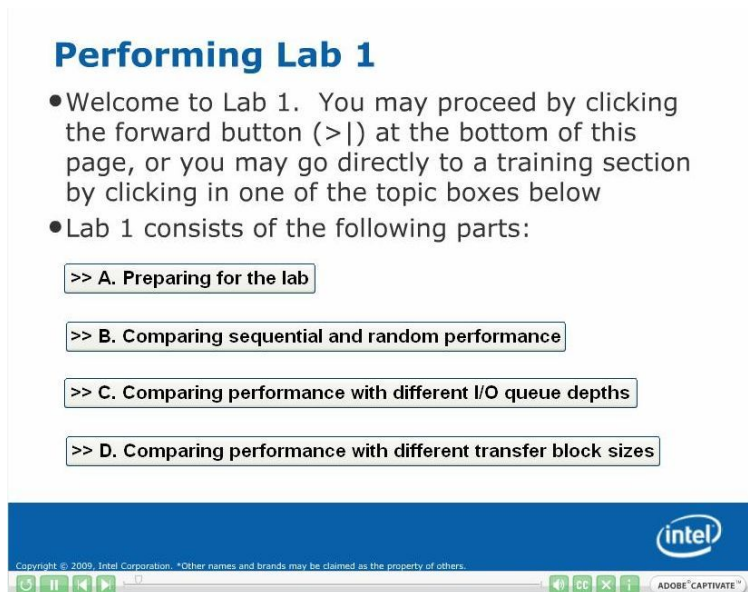 Performing Lab 1
•Welcome to Lab 1. You may proceed by clicking
the forward button (>|) at the bottom of this
page, or you may go directly to a training section
by clicking in one of the topic boxes below
•Lab 1 consists of the following parts:
>> A. Preparing for the lab
>> B. Comparing sequential and random performance
>> C. Comparing performance with different I/O queue depths
>> D. Comparing performance with different transfer block sizes
intel
Copyright © 2009, Intel Corporation. *Other names and brands may be claimed as the property of others.
CC i ADOBE® CAPTIVATE™